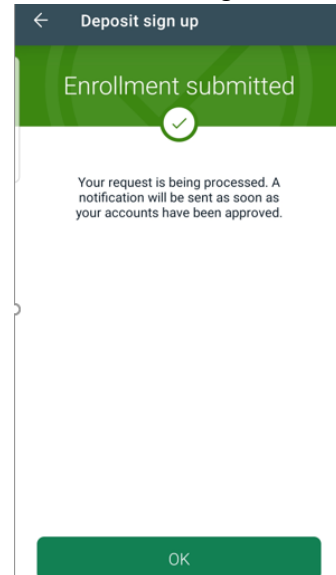 Deposit sign up
Enrollment submitted
Your request is being processed. A
notification will be sent as soon as
your accounts have been approved.
OK